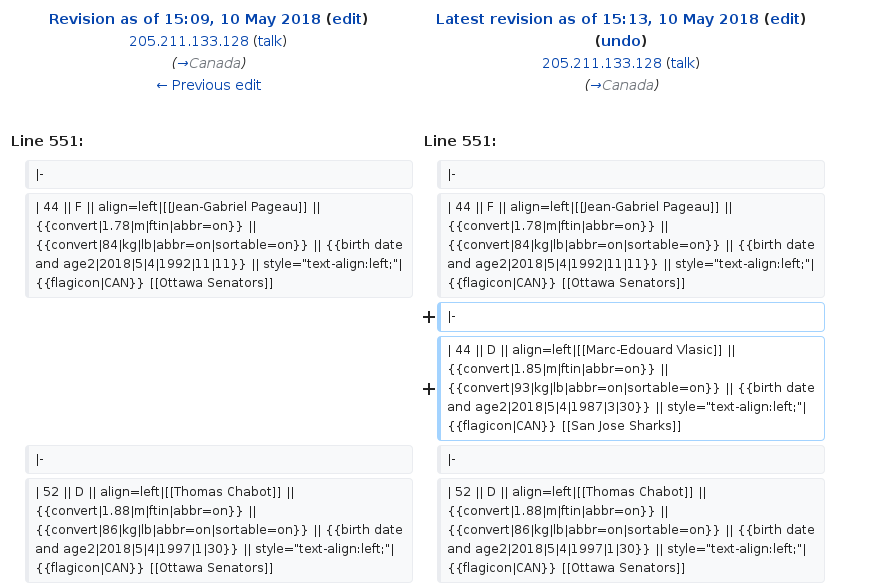 Revision as of 15:09, 10 May 2018 (edit)
205.211.133.128 (talk)
(→Canada)
← Previous edit
Latest revision as of 15:13, 10 May 2018 (edit)
(undo)
205.211.133.128 (talk)
(→Canada)
Line 551:
Line 551:
|-
|-
| 44 || F || align=left|[[Jean-Gabriel Pageau]] ||
{{convert|1.78|m|ftin|abbr=on}} ||
{{convert|84|kg|lb|abbr=on|sortable=on}} || {{birth date
and age2|2018|5|4|1992|11|11}} || style="text-align:left;"|
{{flagicon|CAN}} [[Ottawa Senators]]
| 44 || F || align=left|[[Jean-Gabriel Pageau]] ||
{{convert|1.78|m|ftin|abbr=on}} ||
{{convert|84|kg|lb|abbr=on|sortable=on}} || {{birth date
and age2|2018|5|4|1992|11|11}} || style="text-align:left;"|
{{flagicon|CAN}} [[Ottawa Senators]]
+ |-
+ | 44 || D || align=left|[[Marc-Edouard Vlasic]] ||
{{convert|1.85|m|ftin|abbr=on}} ||
{{convert|93|kg|lb|abbr=on|sortable=on}} || {{birth date
and age2|2018|5|4|1987|3|30}} || style="text-align:left;"|
{{flagicon|CAN}} [[San Jose Sharks]]
|-
|-
| 52 || D || align=left|[[Thomas Chabot]] ||
{{convert|1.88|m|ftin|abbr=on}} ||
{{convert|86|kg|lb|abbr=on|sortable=on}} || {{birth date
and age2|2018|5|4|1997|1|30}} || style="text-align:left;"|
{{flagicon|CAN}} [[Ottawa Senators]]
| 52 || D || align=left|[[Thomas Chabot]] ||
{{convert|1.88|m|ftin|abbr=on}} ||
{{convert|86|kg|lb|abbr=on|sortable=on}} || {{birth date
and age2|2018|5|4|1997|1|30}} || style="text-align:left;"|
{{flagicon|CAN}} [[Ottawa Senators]]